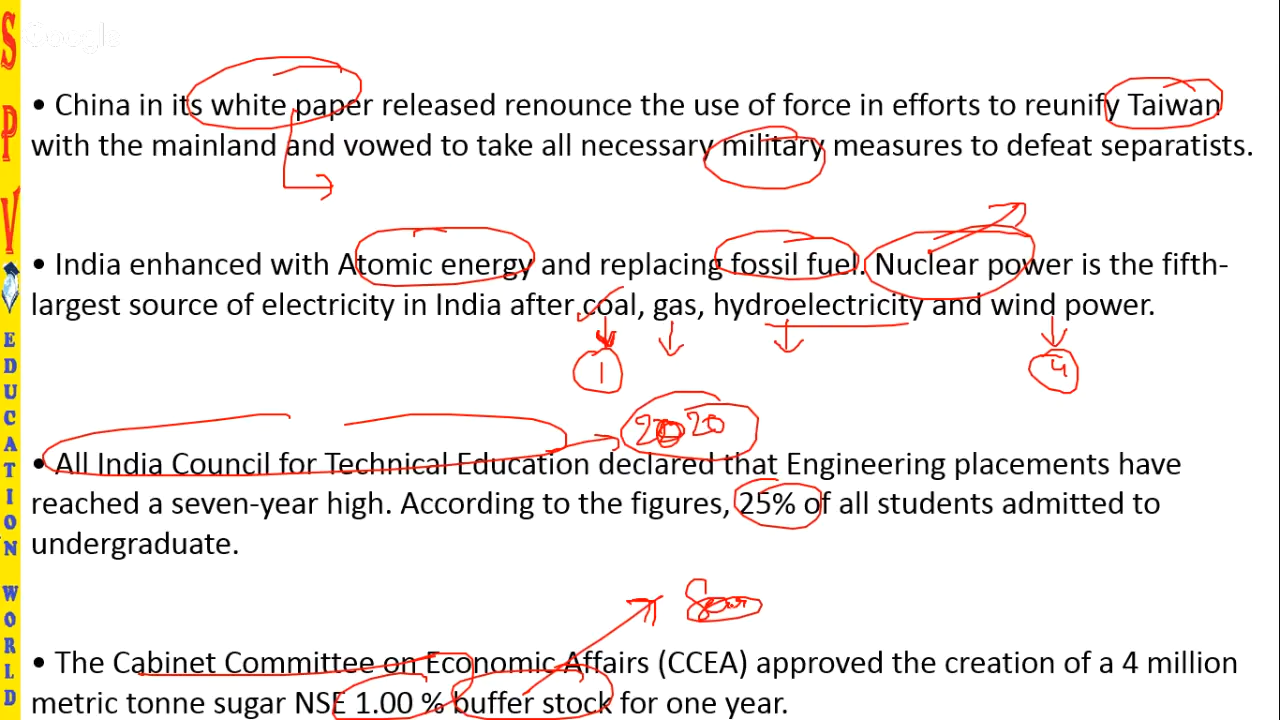 Google
• China in its white paper released renounce the use of force in efforts to reunify Taiwan
with the mainland and vowed to take all necessary military measures to defeat separatists.
• India enhanced with Atomic energy and replacing fossil fuel. Nuclear power is the fifth-
largest source of electricity in India after coal, gas, hydroelectricity and wind power.
1
4
2020
• All India Council for Technical Education declared that Engineering placements have
reached a seven-year high. According to the figures, 25% of all students admitted to
undergraduate.
• The Cabinet Committee on Economic Affairs (CCEA) approved the creation of a 4 million
metric tonne sugar NSE 1.00 % buffer stock for one year.
SPV EDUCATION WORLD